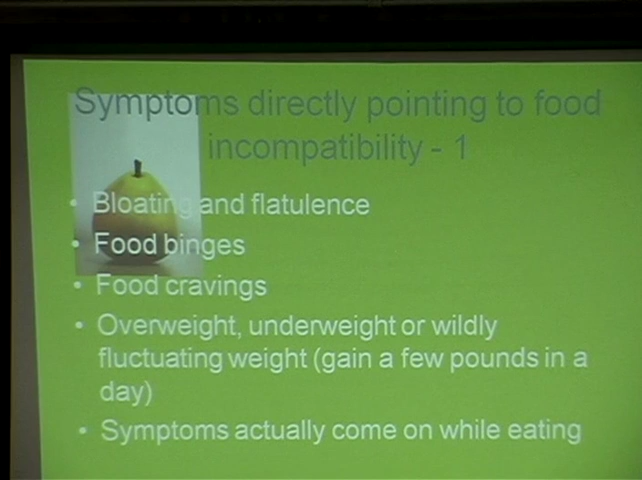 Symptoms directly pointing to food
incompatibility - 1
• Bloating and flatulence
• Food binges
• Food cravings
• Overweight, underweight or wildly
fluctuating weight (gain a few pounds in a
day)
• Symptoms actually come on while eating